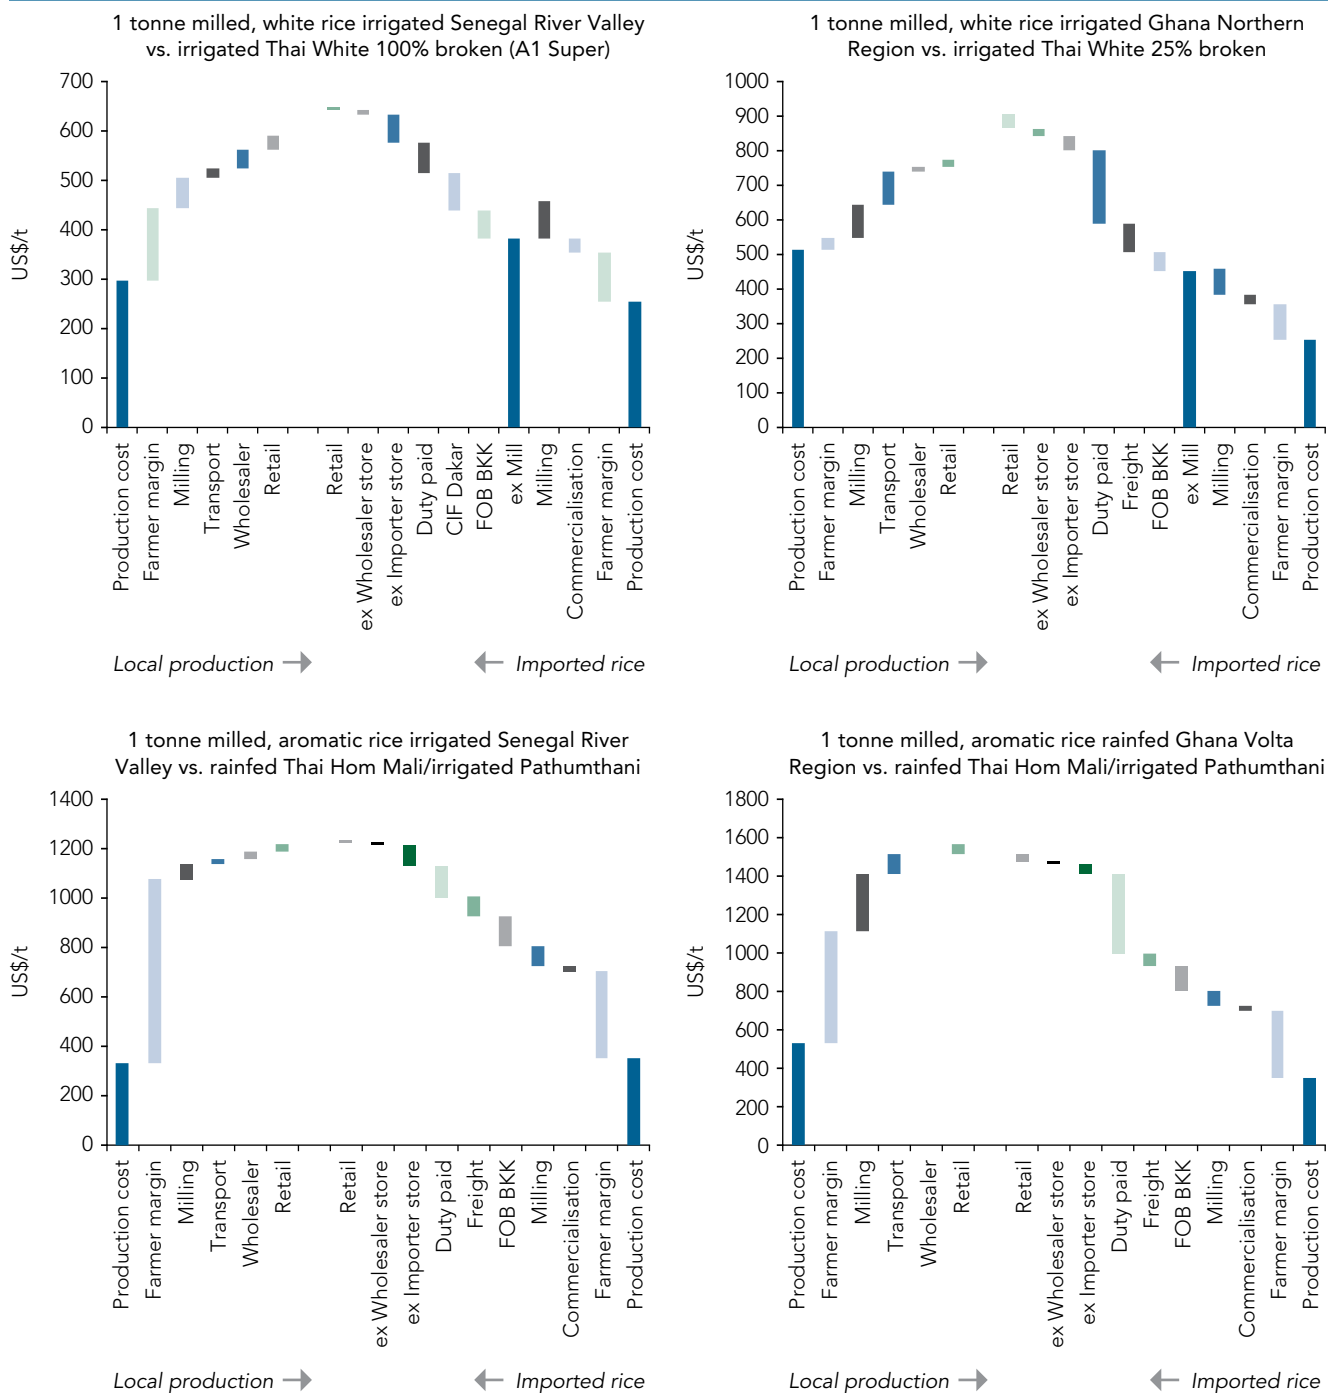 1 tonne milled, white rice irrigated Senegal River Valley
vs. irrigated Thai White 100% broken (A1 Super)
US$/t
700
600
500
400
300
200
100
0
Production cost
Farmer margin
Milling
Transport
Wholesaler
Retail
Retail
ex Wholesaler store
ex Importer store
Duty paid
CIF Dakar
FOB BKK
ex Mill
Milling
Commercialisation
Farmer margin
Production cost
Local production
Imported rice
1 tonne milled, white rice irrigated Ghana Northern
Region vs. irrigated Thai White 25% broken
US$/t
1000
900
800
700
600
500
400
300
200
100
0
Production cost
Farmer margin
Milling
Transport
Wholesaler
Retail
Retail
ex Wholesaler store
ex Importer store
Duty paid
Freight
FOB BKK
ex Mill
Milling
Commercialisation
Farmer margin
Production cost
Local production
Imported rice
1 tonne milled, aromatic rice irrigated Senegal River
Valley vs. rainfed Thai Hom Mali/irrigated Pathumthani
US$/t
1400
1200
1000
800
600
400
200
0
Production cost
Farmer margin
Milling
Transport
Wholesaler
Retail
Retail
ex Wholesaler store
ex Importer store
Duty paid
Freight
FOB BKK
Milling
Commercialisation
Farmer margin
Production cost
Local production
Imported rice
1 tonne milled, aromatic rice rainfed Ghana Volta
Region vs. rainfed Thai Hom Mali/irrigated Pathumthani
US$/t
1800
1600
1400
1200
1000
800
600
400
200
0
Production cost
Farmer margin
Milling
Transport
Wholesaler
Retail
Retail
ex Wholesaler store
ex Importer store
Duty paid
Freight
FOB BKK
Milling
Commercialisation
Farmer margin
Production cost
Local production
Imported rice